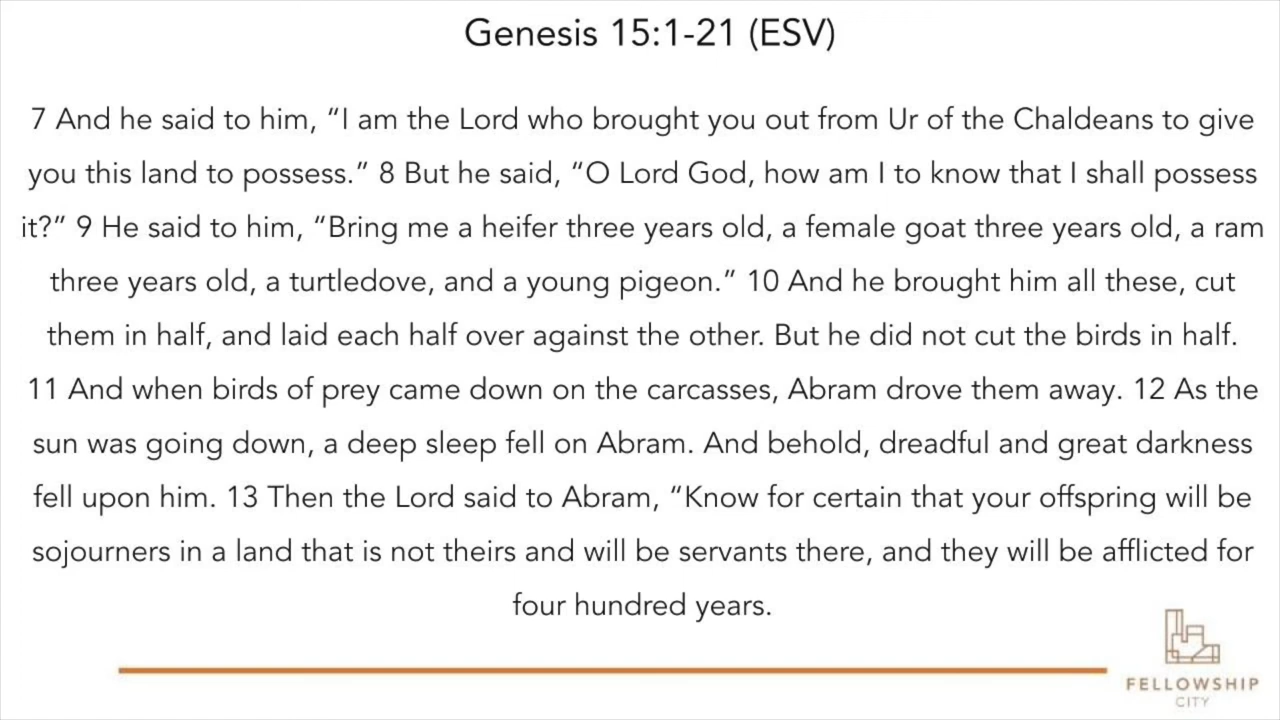 Genesis 15:1-21 (ESV)
7 And he said to him, “I am the Lord who brought you out from Ur of the Chaldeans to give
you this land to possess.” 8 But he said, “O Lord God, how am I to know that I shall possess
it?” 9 He said to him, “Bring me a heifer three years old, a female goat three years old, a ram
three years old, a turtledove, and a young pigeon.” 10 And he brought him all these, cut
them in half, and laid each half over against the other. But he did not cut the birds in half.
11 And when birds of prey came down on the carcasses, Abram drove them away. 12 As the
sun was going down, a deep sleep fell on Abram. And behold, dreadful and great darkness
fell upon him. 13 Then the Lord said to Abram, “Know for certain that your offspring will be
sojourners in a land that is not theirs and will be servants there, and they will be afflicted for
four hundred years.
FELLOWSHIP
CITY